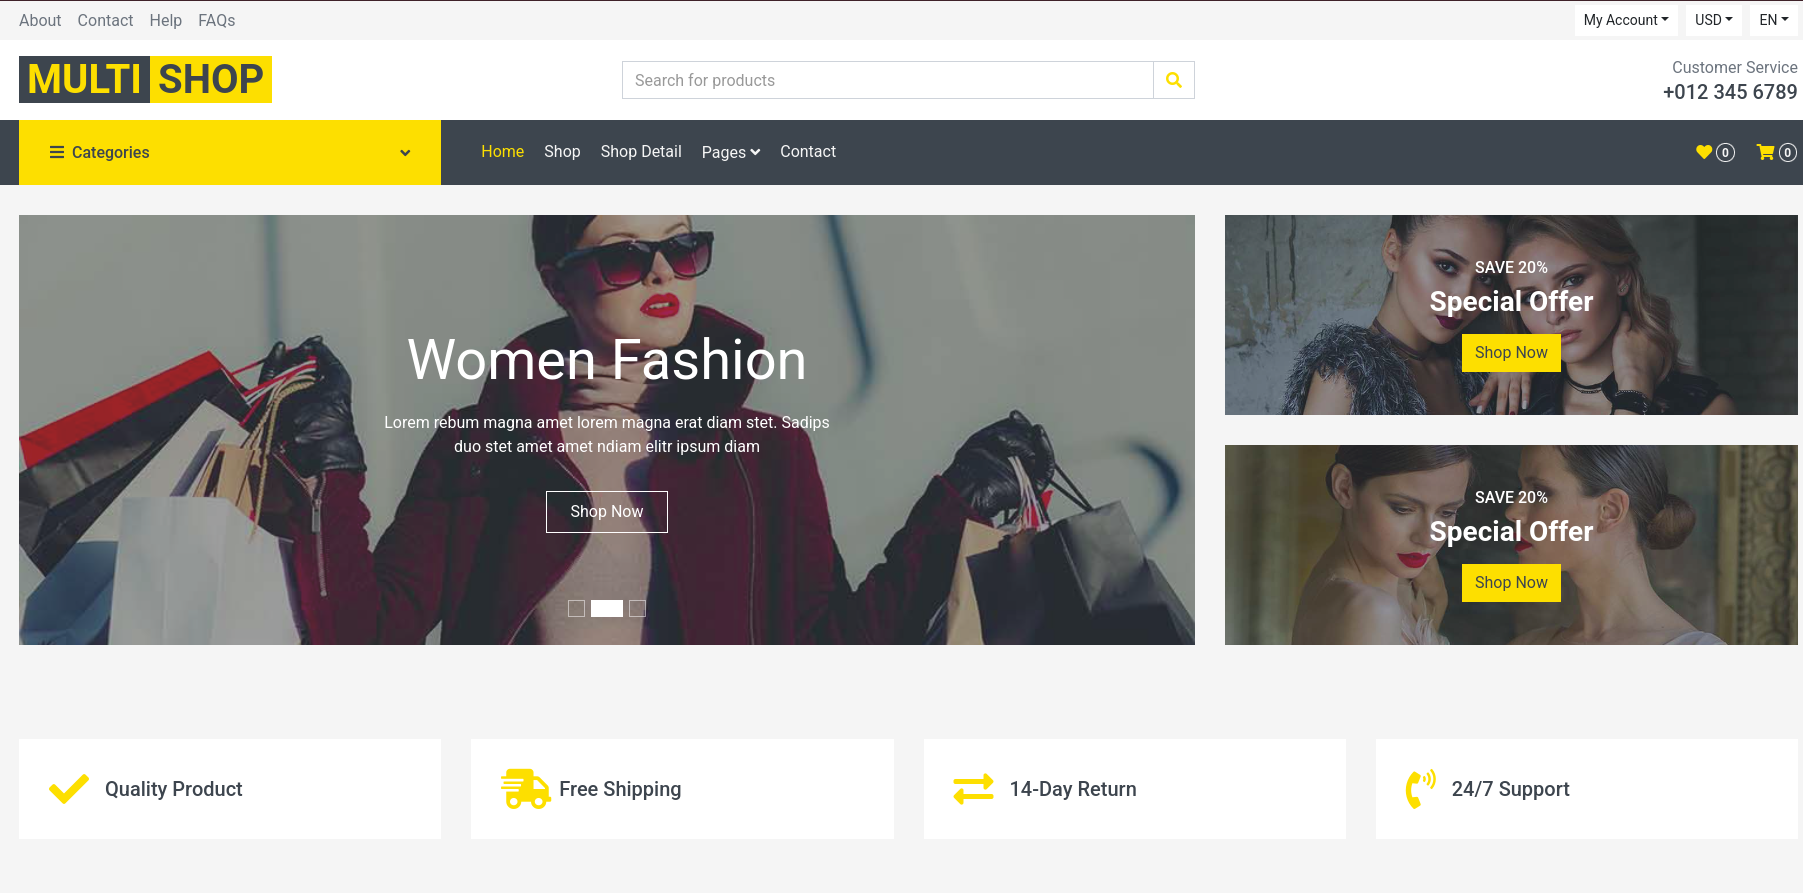 About Contact Help FAQs
My Account USD EN
MULTI SHOP
Search for products
Customer Service
+012 345 6789
Categories
Home Shop Shop Detail Pages Contact
0 0
Women Fashion
Lorem rebum magna amet lorem magna erat diam stet. Sadips
duo stet amet amet ndiam elitr ipsum diam
Shop Now
SAVE 20%
Special Offer
Shop Now
SAVE 20%
Special Offer
Shop Now
Quality Product
Free Shipping
14-Day Return
24/7 Support